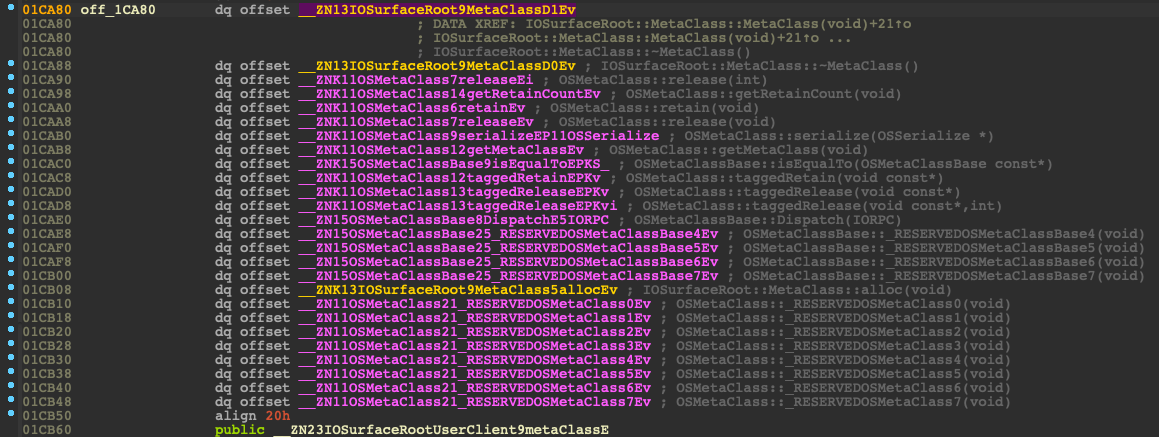 01CA80 off_1CA80 dq offset __ZN13IOSurfaceRoot9MetaClassD1Ev
01CA80 ; DATA XREF: IOSurfaceRoot::MetaClass::MetaClass(void)+21↑o
01CA80 ; IOSurfaceRoot::MetaClass::MetaClass(void)+21↑o ...
01CA80 ; IOSurfaceRoot::MetaClass::~MetaClass()
01CA88 dq offset __ZN13IOSurfaceRoot9MetaClassD0Ev ; IOSurfaceRoot::MetaClass::~MetaClass()
01CA90 dq offset __ZNK11OSMetaClass7releaseEi ; OSMetaClass::release(int)
01CA98 dq offset __ZNK11OSMetaClass14getRetainCountEv ; OSMetaClass::getRetainCount(void)
01CAA0 dq offset __ZNK11OSMetaClass6retainEv ; OSMetaClass::retain(void)
01CAA8 dq offset __ZNK11OSMetaClass7releaseEv ; OSMetaClass::release(void)
01CAB0 dq offset __ZNK11OSMetaClass9serializeEP11OSSerialize ; OSMetaClass::serialize(OSSerialize *)
01CAB8 dq offset __ZNK11OSMetaClass12getMetaClassEv ; OSMetaClass::getMetaClass(void)
01CAC0 dq offset __ZNK15OSMetaClassBase9isEqualToEPKS_ ; OSMetaClassBase::isEqualTo(OSMetaClassBase const*)
01CAC8 dq offset __ZNK11OSMetaClass12taggedRetainEPKv ; OSMetaClass::taggedRetain(void const*)
01CAD0 dq offset __ZNK11OSMetaClass13taggedReleaseEPKv ; OSMetaClass::taggedRelease(void const*)
01CAD8 dq offset __ZNK11OSMetaClass13taggedReleaseEPKvi ; OSMetaClass::taggedRelease(void const*,int)
01CAE0 dq offset __ZN15OSMetaClassBase8DispatchE5IORPC ; OSMetaClassBase::Dispatch(IORPC)
01CAE8 dq offset __ZN15OSMetaClassBase25_RESERVEDOSMetaClassBase4Ev ; OSMetaClassBase::_RESERVEDOSMetaClassBase4(void)
01CAF0 dq offset __ZN15OSMetaClassBase25_RESERVEDOSMetaClassBase5Ev ; OSMetaClassBase::_RESERVEDOSMetaClassBase5(void)
01CAF8 dq offset __ZN15OSMetaClassBase25_RESERVEDOSMetaClassBase6Ev ; OSMetaClassBase::_RESERVEDOSMetaClassBase6(void)
01CB00 dq offset __ZN15OSMetaClassBase25_RESERVEDOSMetaClassBase7Ev ; OSMetaClassBase::_RESERVEDOSMetaClassBase7(void)
01CB08 dq offset __ZNK13IOSurfaceRoot9MetaClass5allocEv ; IOSurfaceRoot::MetaClass::alloc(void)
01CB10 dq offset __ZN11OSMetaClass21_RESERVEDOSMetaClass0Ev ; OSMetaClass::_RESERVEDOSMetaClass0(void)
01CB18 dq offset __ZN11OSMetaClass21_RESERVEDOSMetaClass1Ev ; OSMetaClass::_RESERVEDOSMetaClass1(void)
01CB20 dq offset __ZN11OSMetaClass21_RESERVEDOSMetaClass2Ev ; OSMetaClass::_RESERVEDOSMetaClass2(void)
01CB28 dq offset __ZN11OSMetaClass21_RESERVEDOSMetaClass3Ev ; OSMetaClass::_RESERVEDOSMetaClass3(void)
01CB30 dq offset __ZN11OSMetaClass21_RESERVEDOSMetaClass4Ev ; OSMetaClass::_RESERVEDOSMetaClass4(void)
01CB38 dq offset __ZN11OSMetaClass21_RESERVEDOSMetaClass5Ev ; OSMetaClass::_RESERVEDOSMetaClass5(void)
01CB40 dq offset __ZN11OSMetaClass21_RESERVEDOSMetaClass6Ev ; OSMetaClass::_RESERVEDOSMetaClass6(void)
01CB48 dq offset __ZN11OSMetaClass21_RESERVEDOSMetaClass7Ev ; OSMetaClass::_RESERVEDOSMetaClass7(void)
01CB50 align 20h
01CB60 public __ZN23IOSurfaceRootUserClient9metaClassE